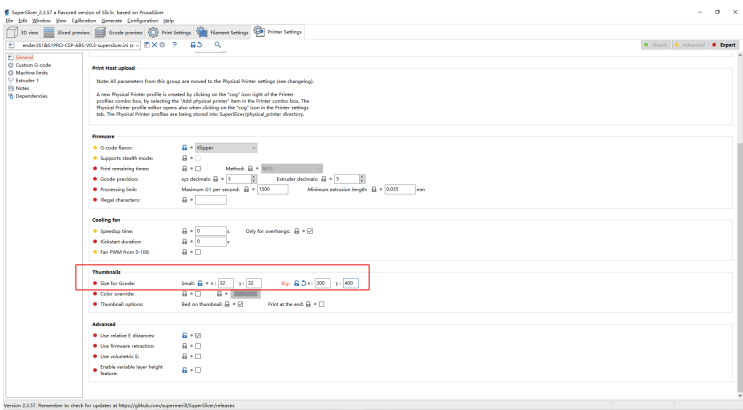 SuperSlicer_2.3.57 a flavored version of Slic3r, based on PrusaSlicer
File Edit Window View Calibration Generate Configuration Help
3D view Sliced preview Gcode preview Print Settings Filament Settings Printer Settings
ender3S1&S1PRO-CSP-ABS-V0.3-superslicer.ini (e
Simple Advanced Expert
General
Custom G-code
Machine limits
Extruder 1
Notes
Dependencies
Print Host upload
Note: All parameters from this group are moved to the Physical Printer settings (see changelog).
A new Physical Printer profile is created by clicking on the "cog" icon right of the Printer
profiles combo box, by selecting the "Add physical printer" item in the Printer combo box. The
Physical Printer profile editor opens also when clicking on the "cog" icon in the Printer settings
tab. The Physical Printer profiles are being stored into SuperSlicer/physical_printer directory.
Firmware
G-code flavor: Klipper
Supports stealth mode:
Print remaining times: Method:
Gcode precision: xyz decimals: 3 Extruder decimals: 5
Processing limit: Maximum G1 per second: 1500 Minimum extrusion length: 0.035 mm
Illegal characters:
Cooling fan
Speedup time: 0 s Only for overhangs:
Kickstart duration: 0 s
Fan PWM from 0-100:
Thumbnails
Size for Gcode: Small: x: 32 y: 32 Big: x: 300 y: 400
Color override:
Thumbnail options: Bed on thumbnail: Print at the end:
Advanced
Use relative E distances:
Use firmware retraction:
Use volumetric E:
Enable variable layer height
feature:
Version 2.3.57. Remember to check for updates at https://github.com/supermerill/SuperSlicer/releases